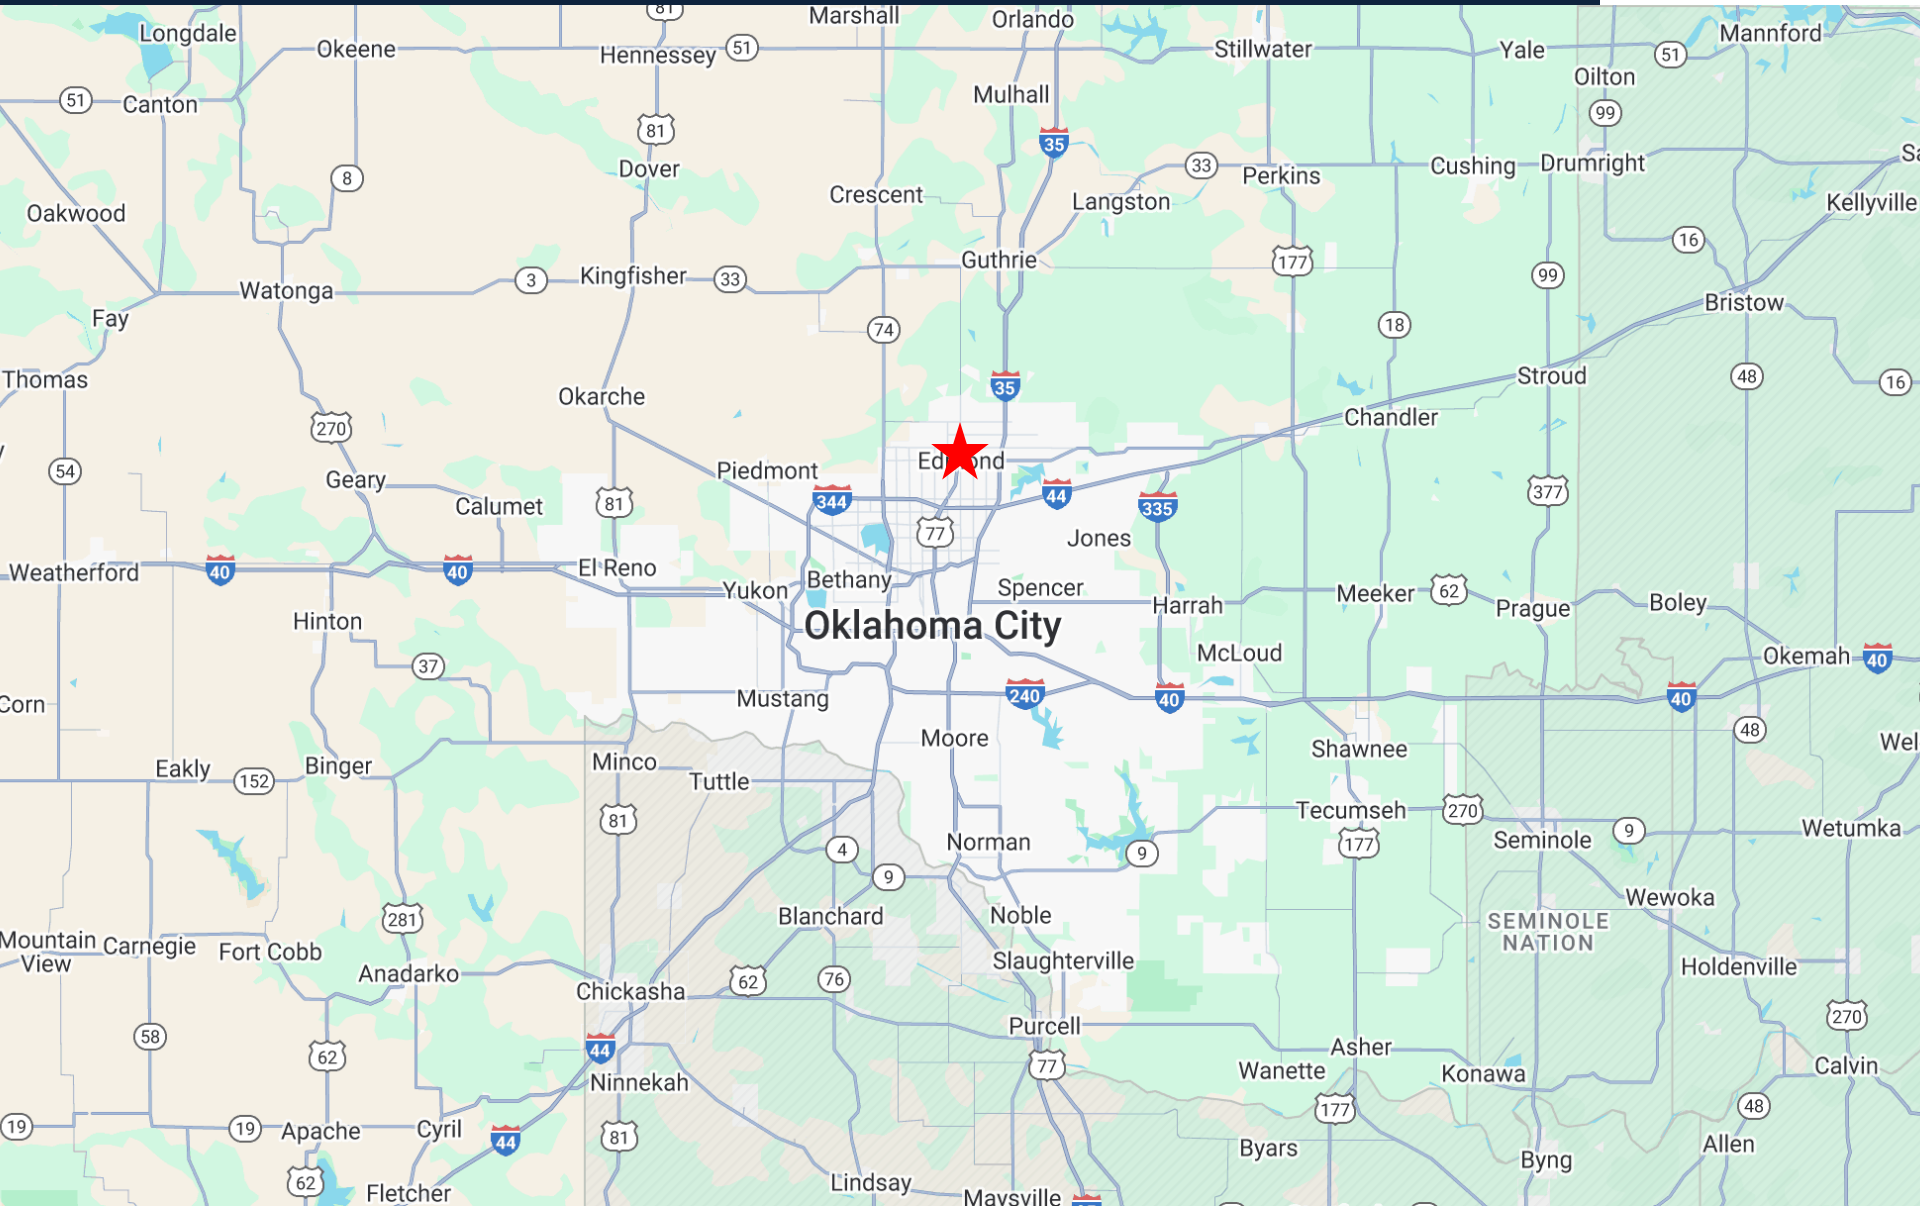 81
Marshall
Orlando
Longdale
Okeene
Hennessey
51
Stillwater
Yale
51
Mannford
Oilton
51
Canton
Mulhall
99
81
35
Dover
8
Crescent
33
Perkins
Cushing
Drumright
Oakwood
Langston
Kellyville
16
Guthrie
177
Watonga
3
Kingfisher
33
99
Bristow
Fay
74
18
Thomas
Okarche
35
Stroud
48
16
270
Chandler
54
Piedmont
Edmond
Geary
344
44
335
377
Calumet
81
77
Jones
Weatherford
40
40
El Reno
Yukon
Bethany
Spencer
Harrah
Meeker
62
Prague
Boley
Hinton
Oklahoma City
37
McLoud
Okemah
40
Corn
Mustang
240
40
40
Moore
Shawnee
48
Wel
Eakly
152
Binger
Minco
Tuttle
81
Tecumseh
270
177
Seminole
9
Wetumka
Norman
4
9
9
Wewoka
281
Blanchard
Noble
SEMINOLE
NATION
Mountain
View
Carnegie
Fort Cobb
Anadarko
Slaughterville
Holdenville
Chickasha
62
76
58
62
44
Purcell
77
Asher
270
Ninnekah
Wanette
Konawa
Calvin
19
19
Apache
Cyril
44
81
177
48
Byars
Allen
Byng
62
Fletcher
Lindsay
Maysville